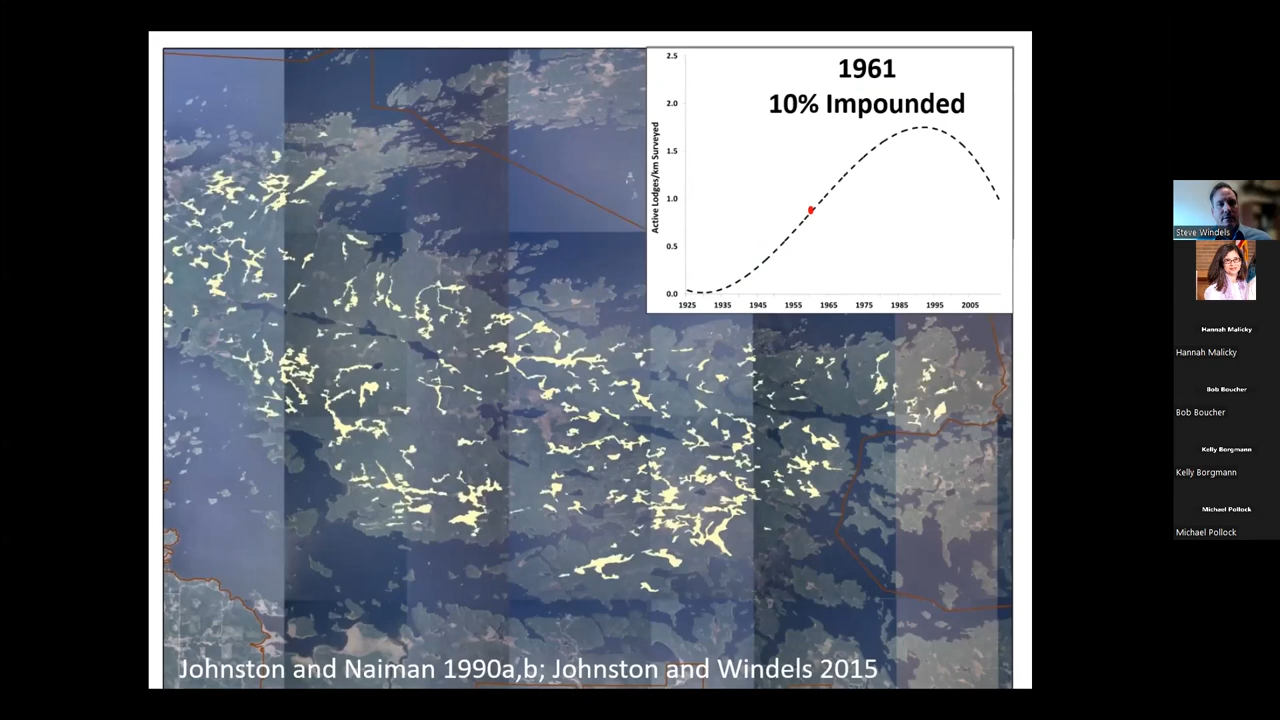 1961
10% Impounded
Active Lodges/km Surveyed
2.5
2.0
1.5
1.0
0.5
0.0
1925 1935 1945 1955 1965 1975 1985 1995 2005
Johnston and Naiman 1990a,b; Johnston and Windels 2015
Steve Windels
Hannah Malicky
Hannah Malicky
Bob Boucher
Bob Boucher
Kelly Borgmann
Kelly Borgmann
Michael Pollock
Michael Pollock